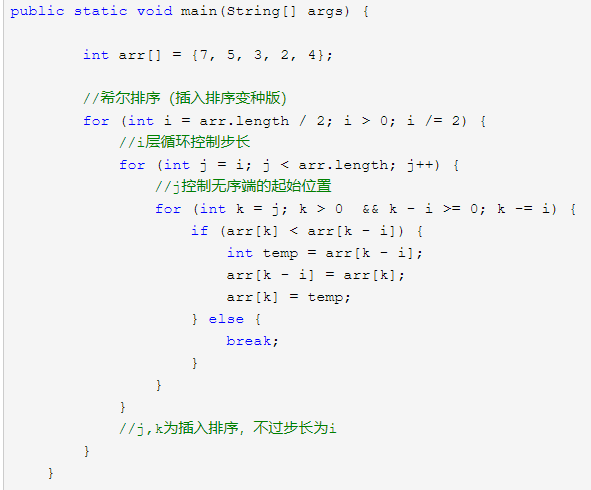 public static void main(String[] args) {
int arr[] = {7, 5, 3, 2, 4};
//希尔排序（插入排序变种版）
for (int i = arr.length / 2; i > 0; i /= 2) {
//i层循环控制步长
for (int j = i; j < arr.length; j++) {
//j控制无序端的起始位置
for (int k = j; k > 0  && k - i >= 0; k -= i) {
if (arr[k] < arr[k - i]) {
int temp = arr[k - i];
arr[k - i] = arr[k];
arr[k] = temp;
} else {
break;
}
}
}
//j,k为插入排序，不过步长为i
}
}